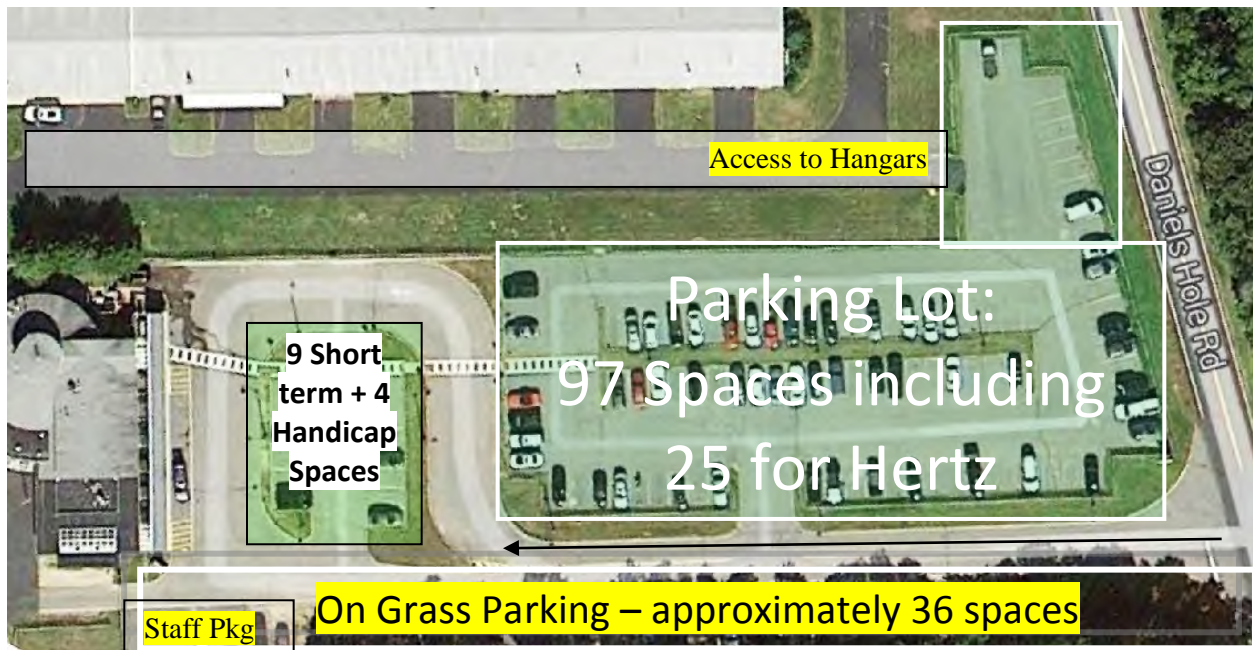 Access to Hangars
Daniels Hole Rd
Parking Lot:
97 Spaces including
25 for Hertz
9 Short
term + 4
Handicap
Spaces
On Grass Parking – approximately 36 spaces
Staff Pkg